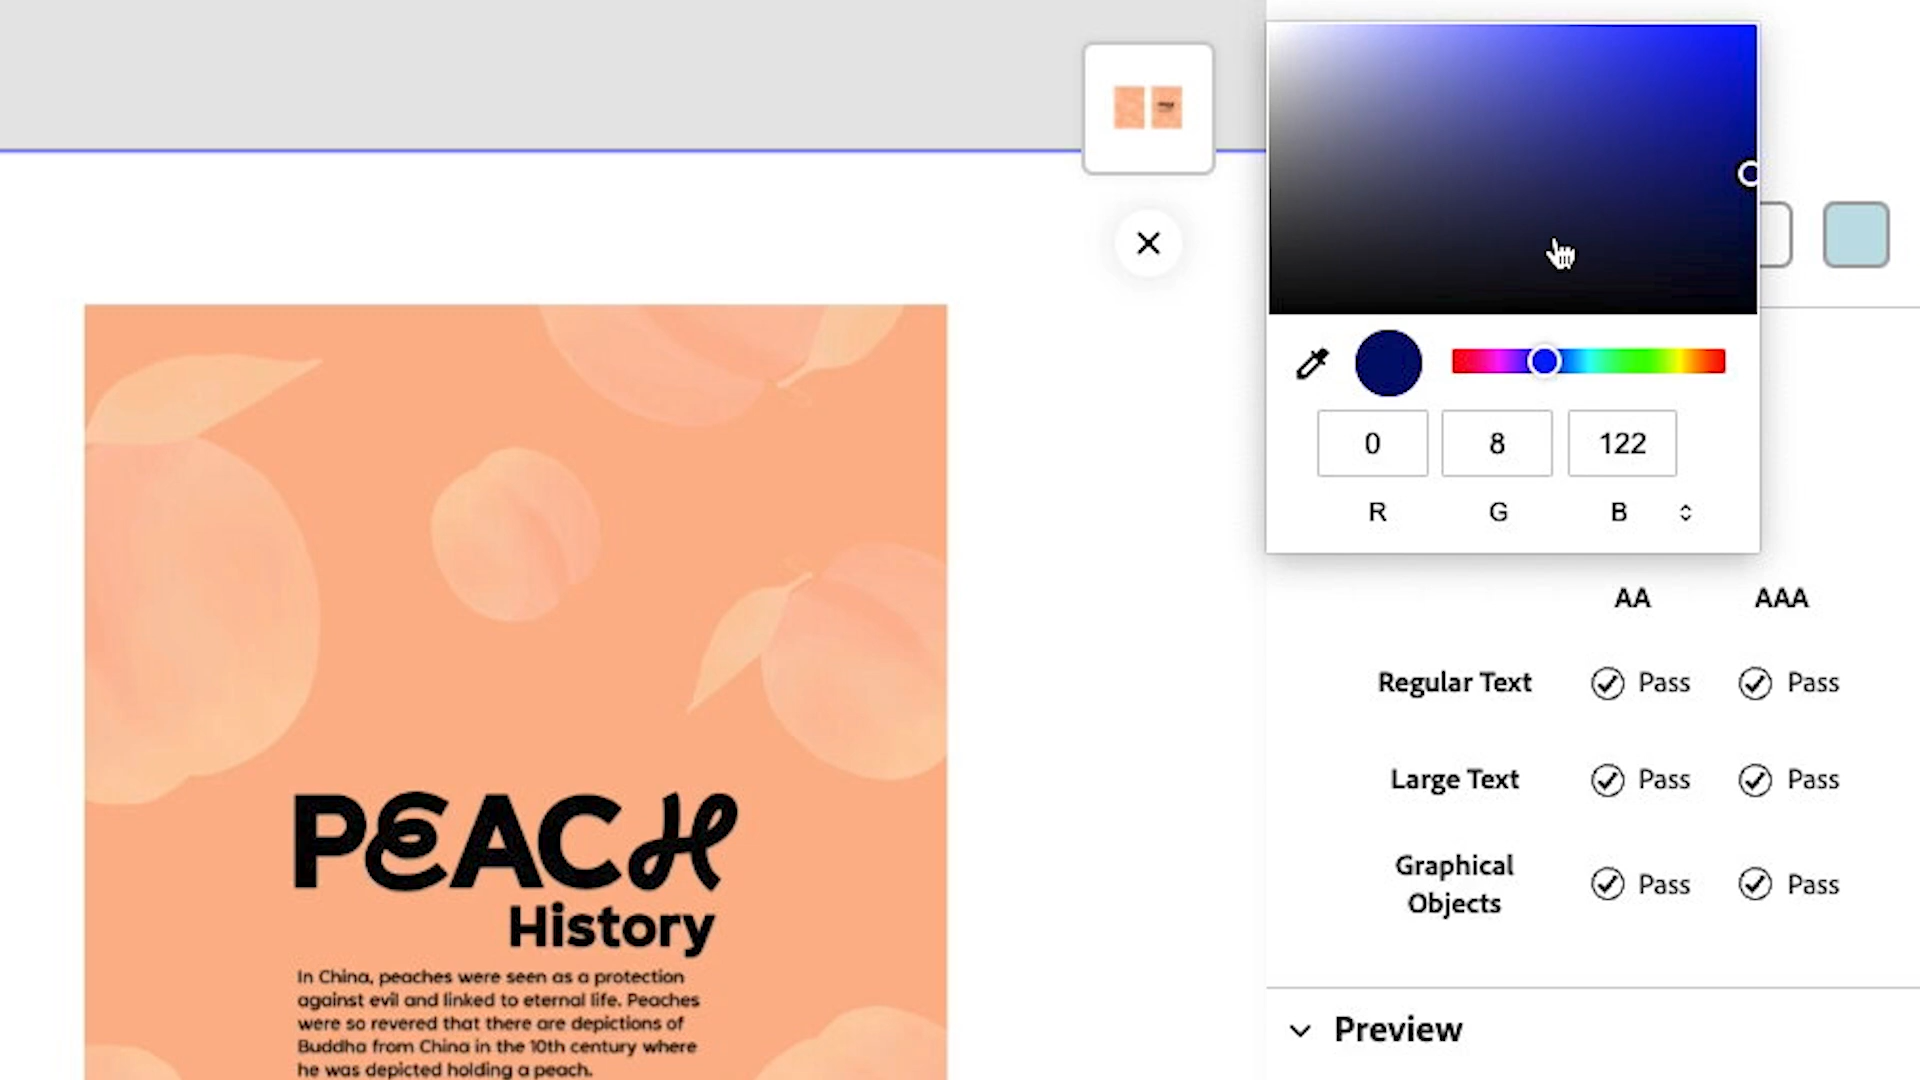 0 8 122
R G B
AA AAA
Regular Text Pass Pass
Large Text Pass Pass
Graphical
Objects Pass Pass
Preview
PEACH
History
In China, peaches were seen as a protection
against evil and linked to eternal life. Peaches
were so revered that there are depictions of
Buddha from China in the 10th century where
he was depicted holding a peach.